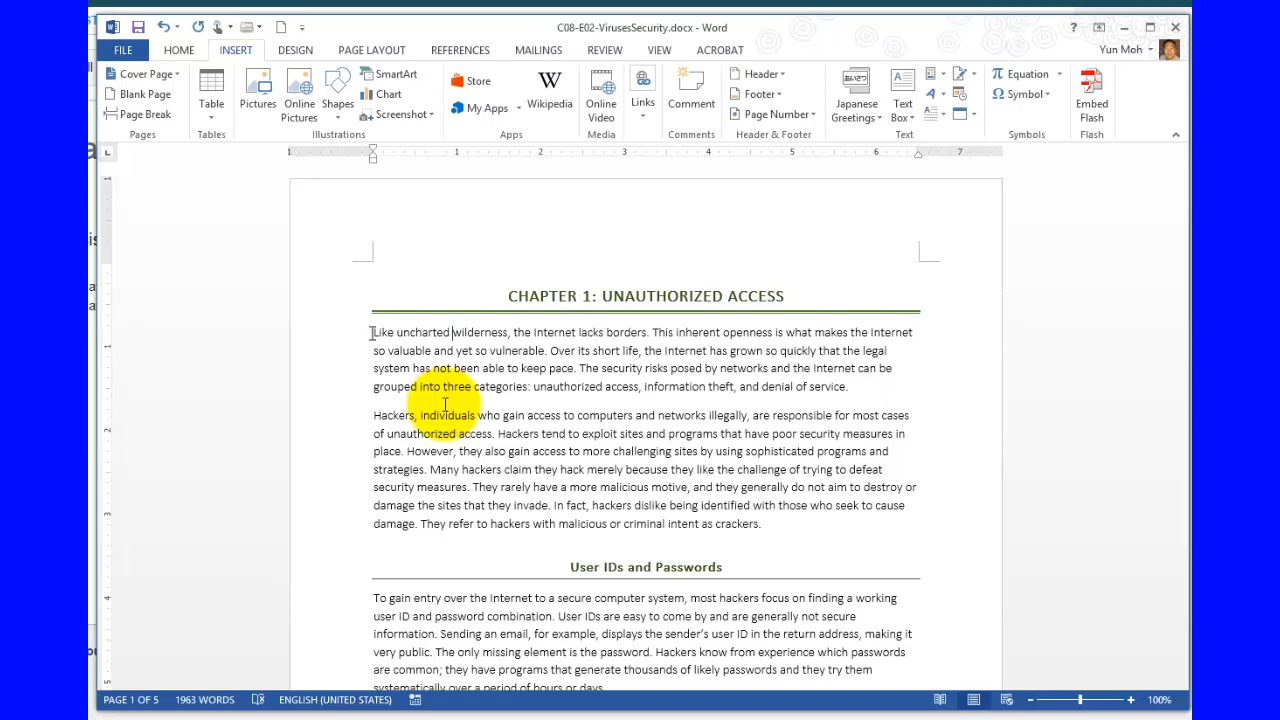 C08-E02-VirusesSecurity.docx - Word
FILE HOME INSERT DESIGN PAGE LAYOUT REFERENCES MAILINGS REVIEW VIEW ACROBAT Yun Moh
Cover Page
Blank Page
Page Break
Pages
Table
Tables
Pictures
Online Pictures
Shapes
SmartArt
Chart
Screenshot
Illustrations
Store
My Apps
Wikipedia
Apps
Online Video
Media
Links
Comment
Comments
Header
Footer
Page Number
Header & Footer
Japanese Greetings
Text Box
Text
Equation
Symbol
Symbols
Embed Flash
Flash
1 1 2 3 4 5 6 7
CHAPTER 1: UNAUTHORIZED ACCESS
Like uncharted wilderness, the Internet lacks borders. This inherent openness is what makes the Internet
so valuable and yet so vulnerable. Over its short life, the Internet has grown so quickly that the legal
system has not been able to keep pace. The security risks posed by networks and the Internet can be
grouped into three categories: unauthorized access, information theft, and denial of service.
Hackers, individuals who gain access to computers and networks illegally, are responsible for most cases
of unauthorized access. Hackers tend to exploit sites and programs that have poor security measures in
place. However, they also gain access to more challenging sites by using sophisticated programs and
strategies. Many hackers claim they hack merely because they like the challenge of trying to defeat
security measures. They rarely have a more malicious motive, and they generally do not aim to destroy or
damage the sites that they invade. In fact, hackers dislike being identified with those who seek to cause
damage. They refer to hackers with malicious or criminal intent as crackers.
User IDs and Passwords
To gain entry over the Internet to a secure computer system, most hackers focus on finding a working
user ID and password combination. User IDs are easy to come by and are generally not secure
information. Sending an email, for example, displays the sender's user ID in the return address, making it
very public. The only missing element is the password. Hackers know from experience which passwords
are common; they have programs that generate thousands of likely passwords and they try them
systematically over a period of hours or days.
PAGE 1 OF 5 1963 WORDS ENGLISH (UNITED STATES) 100%